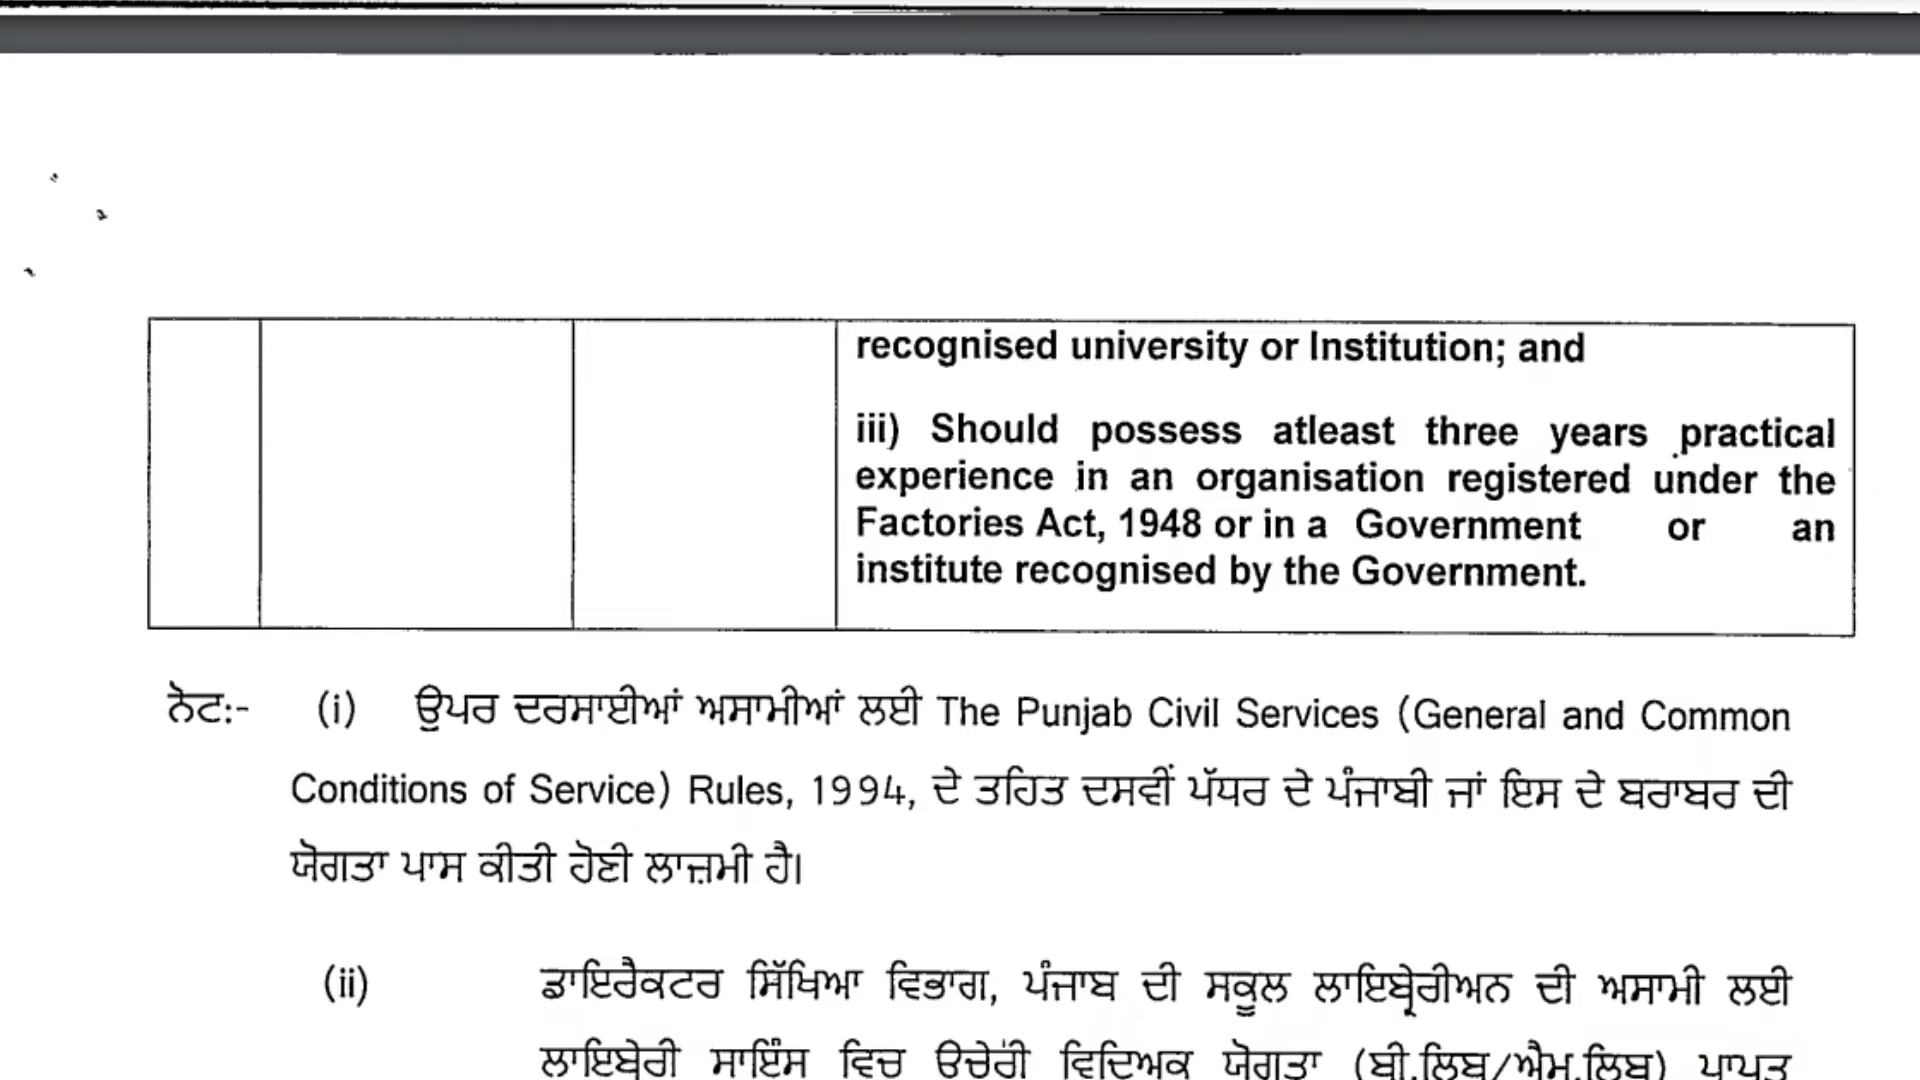 recognised university or Institution; and
iii) Should possess atleast three years practical
experience in an organisation registered under the
Factories Act, 1948 or in a Government or an
institute recognised by the Government.
ਨੋਟ:- (i) ਉਪਰ ਦਰਸਾਈਆਂ ਅਸਾਮੀਆਂ ਲਈ The Punjab Civil Services (General and Common
Conditions of Service) Rules, 1994, ਦੇ ਤਹਿਤ ਦਸਵੀਂ ਪੱਧਰ ਦੇ ਪੰਜਾਬੀ ਜਾਂ ਇਸ ਦੇ ਬਰਾਬਰ ਦੀ
ਯੋਗਤਾ ਪਾਸ ਕੀਤੀ ਹੋਣੀ ਲਾਜ਼ਮੀ ਹੈ।
(ii) ਡਾਇਰੈਕਟਰ ਸਿੱਖਿਆ ਵਿਭਾਗ, ਪੰਜਾਬ ਦੀ ਸਕੂਲ ਲਾਇਬ੍ਰੇਰੀਅਨ ਦੀ ਅਸਾਮੀ ਲਈ
ਲਾਇਬ੍ਰੇਰੀ ਸਾਇੰਸ ਵਿਚ ਉਚੇਰੀ ਵਿਦਿਅਕ ਯੋਗਤਾ (ਬੀ.ਲਿਬ/ਐਮ.ਲਿਬ) ਪ੍ਰਾਪਤ